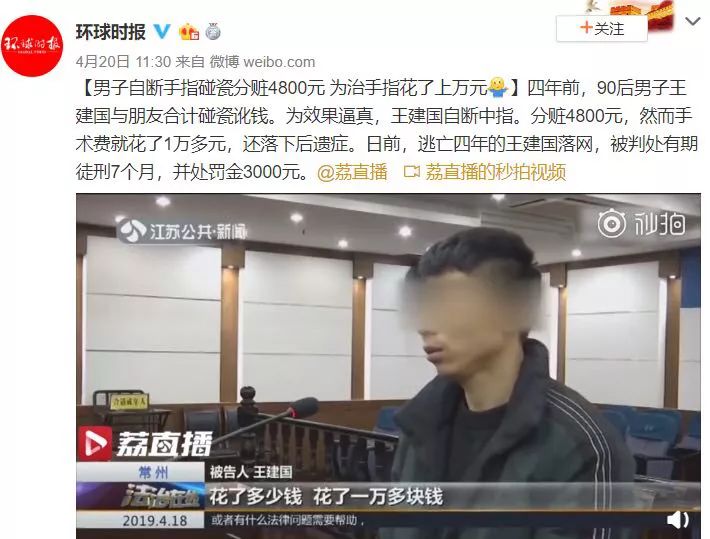 环球时报
环球时报
+关注
4月20日 11:30 来自 微博 weibo.com
【男子自断手指碰瓷分赃4800元 为治手指花了上万元】四年前，90后男子王
建国与朋友合计碰瓷讹钱。为效果逼真，王建国自断中指。分赃4800元，然而手
术费就花了1万多元，还落下后遗症。日前，逃亡四年的王建国落网，被判处有期
徒刑7个月，并处罚金3000元。@荔直播 荔直播的秒拍视频
江苏公共·新闻
秒拍
荔直播
常州
被告人 王建国
法治在线
花了多少钱 花了一万多块钱
2019.4.18
或者有什么法律问题需要帮助，